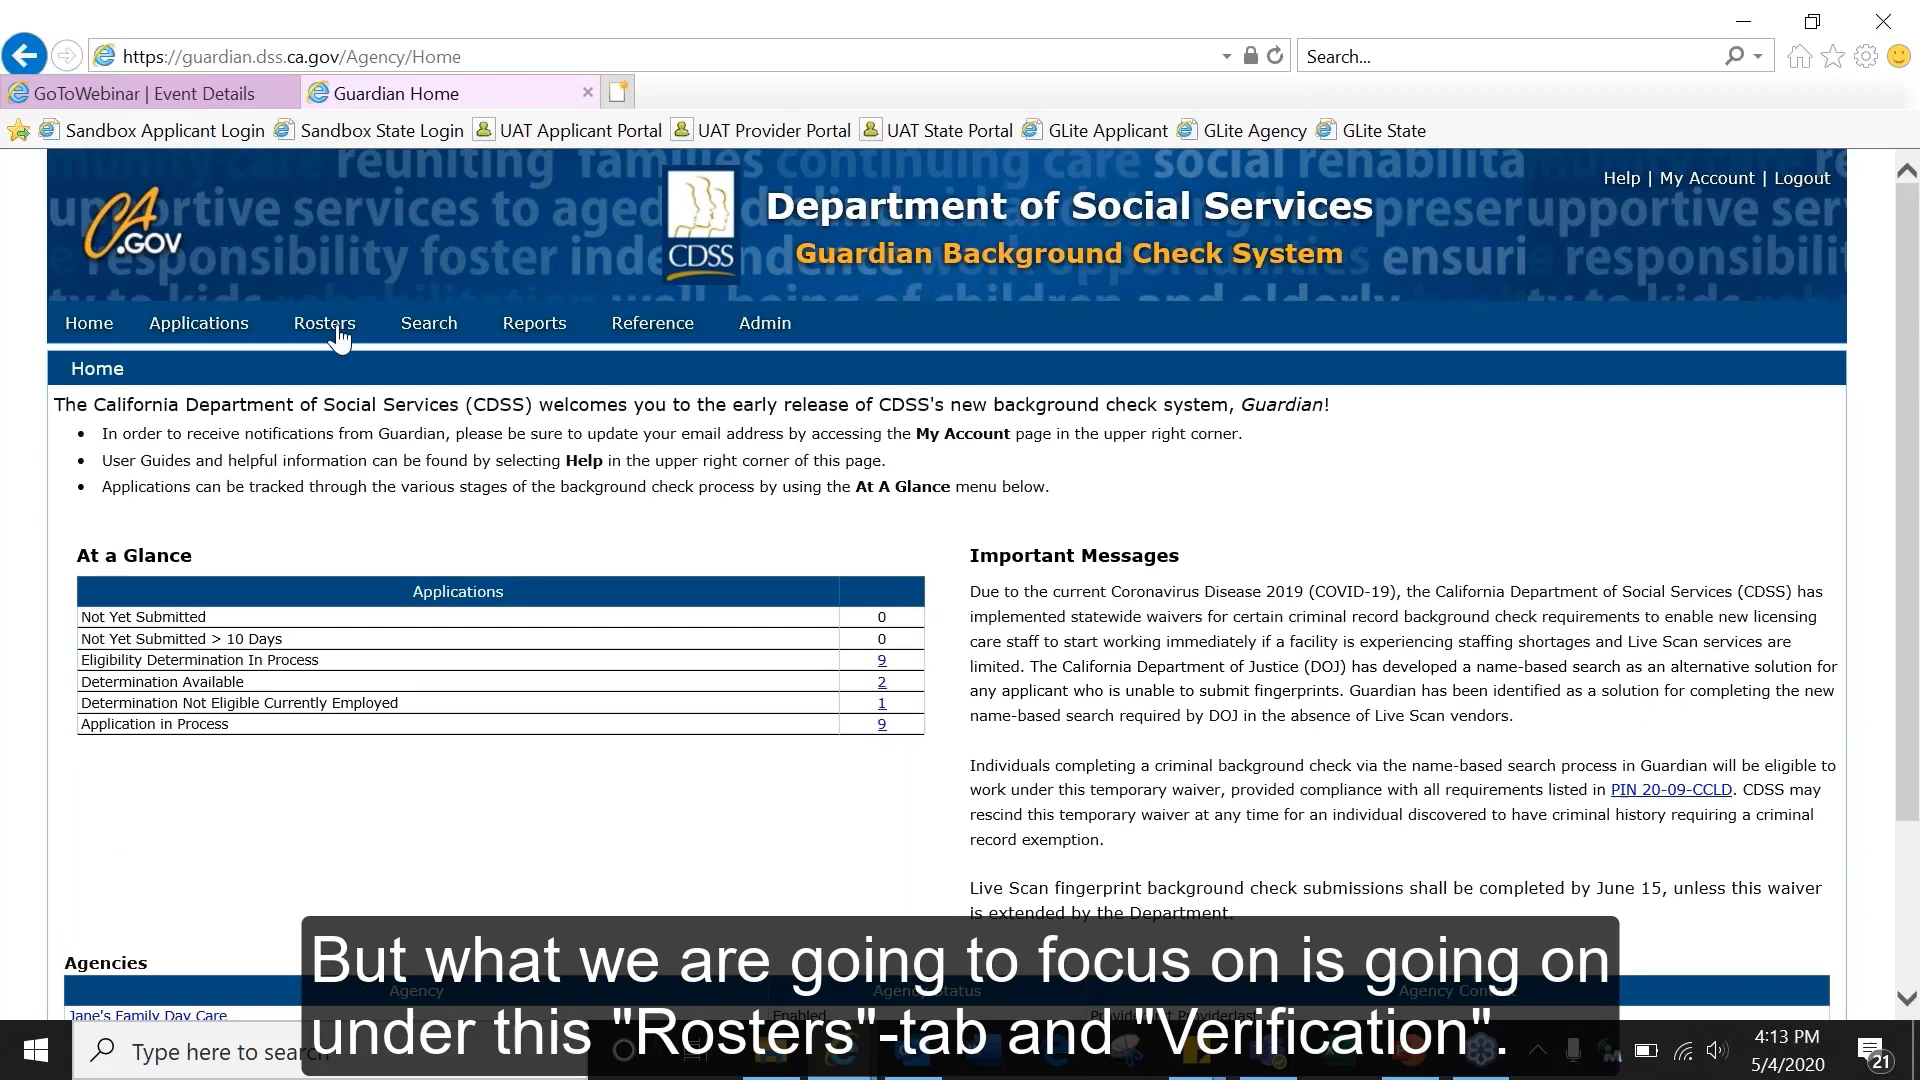 https://guardian.dss.ca.gov/Agency/Home
Search...
GoToWebinar | Event Details
Guardian Home
Sandbox Applicant Login
Sandbox State Login
UAT Applicant Portal
UAT Provider Portal
UAT State Portal
GLite Applicant
GLite Agency
GLite State
CA.GOV
CDSS
Department of Social Services
Guardian Background Check System
Help | My Account | Logout
Home Applications Rosters Search Reports Reference Admin
Home
The California Department of Social Services (CDSS) welcomes you to the early release of CDSS's new background check system, Guardian!
• In order to receive notifications from Guardian, please be sure to update your email address by accessing the My Account page in the upper right corner.
• User Guides and helpful information can be found by selecting Help in the upper right corner of this page.
• Applications can be tracked through the various stages of the background check process by using the At A Glance menu below.
At a Glance
Applications
Not Yet Submitted 0
Not Yet Submitted > 10 Days 0
Eligibility Determination In Process 9
Determination Available 2
Determination Not Eligible Currently Employed 1
Application in Process 9
Important Messages
Due to the current Coronavirus Disease 2019 (COVID-19), the California Department of Social Services (CDSS) has
implemented statewide waivers for certain criminal record background check requirements to enable new licensing
care staff to start working immediately if a facility is experiencing staffing shortages and Live Scan services are
limited. The California Department of Justice (DOJ) has developed a name-based search as an alternative solution for
any applicant who is unable to submit fingerprints. Guardian has been identified as a solution for completing the new
name-based search required by DOJ in the absence of Live Scan vendors.
Individuals completing a criminal background check via the name-based search process in Guardian will be eligible to
work under this temporary waiver, provided compliance with all requirements listed in PIN 20-09-CCLD. CDSS may
rescind this temporary waiver at any time for an individual discovered to have criminal history requiring a criminal
record exemption.
Live Scan fingerprint background check submissions shall be completed by June 15, unless this waiver
is extended by the Department.
Agencies
Agency Agency Status
Jane's Family Day Care Enabled
But what we are going to focus on is going on
under this "Rosters"-tab and "Verification".
Type here to search
4:13 PM
5/4/2020
21